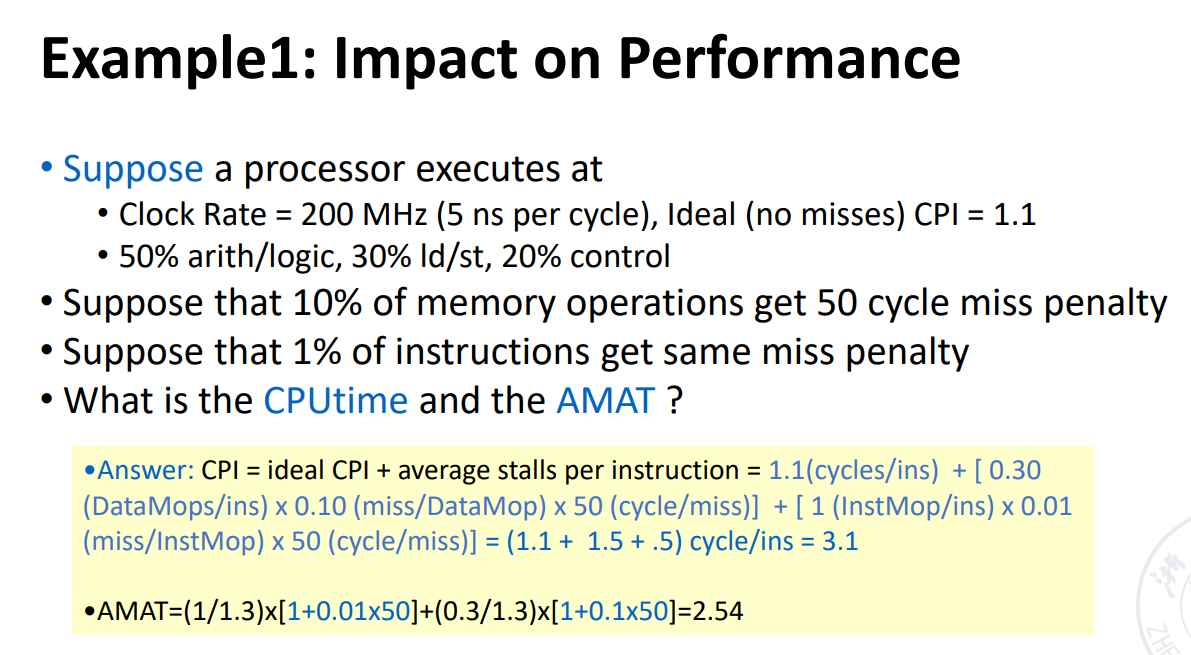 Example1: Impact on Performance
• Suppose a processor executes at
• Clock Rate = 200 MHz (5 ns per cycle), Ideal (no misses) CPI = 1.1
• 50% arith/logic, 30% ld/st, 20% control
• Suppose that 10% of memory operations get 50 cycle miss penalty
• Suppose that 1% of instructions get same miss penalty
• What is the CPUtime and the AMAT ?
•Answer: CPI = ideal CPI + average stalls per instruction = 1.1(cycles/ins) + [ 0.30
(DataMops/ins) x 0.10 (miss/DataMop) x 50 (cycle/miss)] + [ 1 (InstMop/ins) x 0.01
(miss/InstMop) x 50 (cycle/miss)] = (1.1 + 1.5 + .5) cycle/ins = 3.1
•AMAT=(1/1.3)x[1+0.01x50]+(0.3/1.3)x[1+0.1x50]=2.54
浙
ZHE